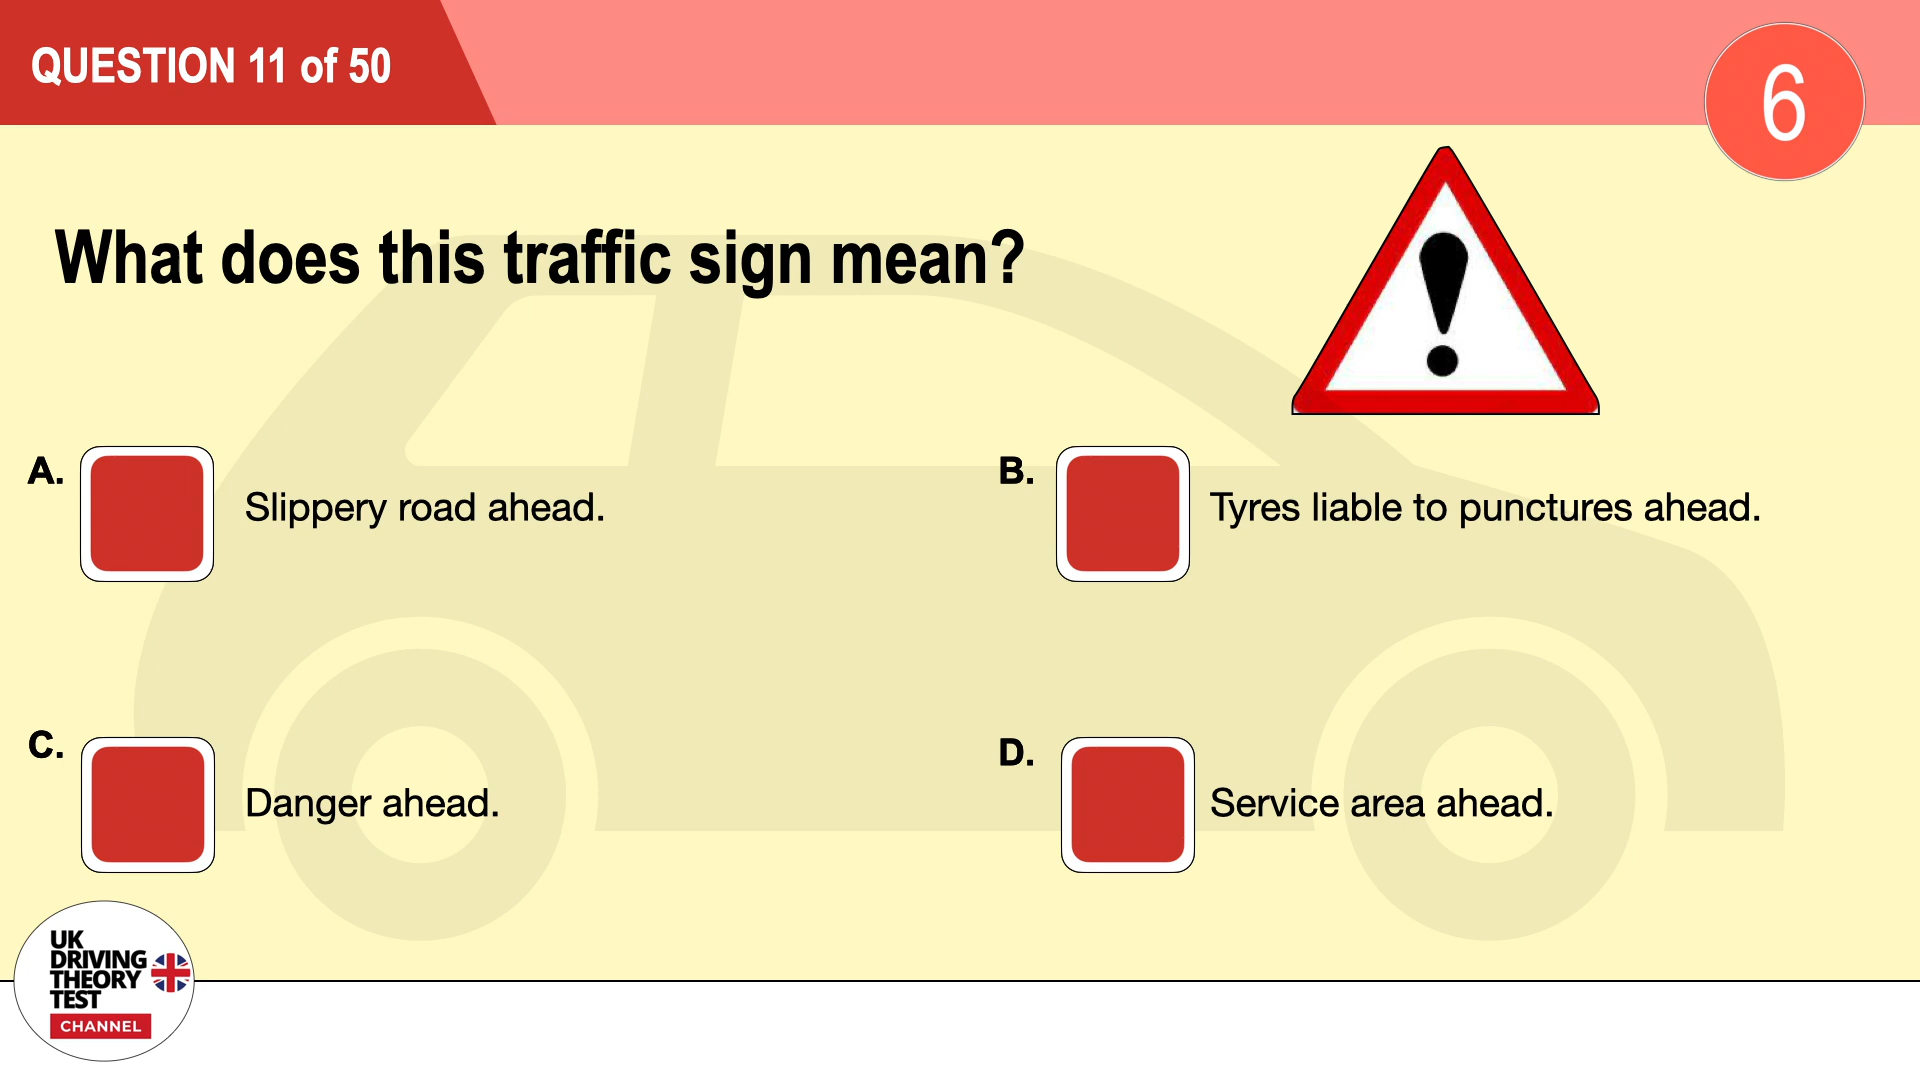 QUESTION 11 of 50
6
What does this traffic sign mean?
!
A.
Slippery road ahead.
B.
Tyres liable to punctures ahead.
C.
Danger ahead.
D.
Service area ahead.
UK
DRIVING
THEORY
TEST
CHANNEL